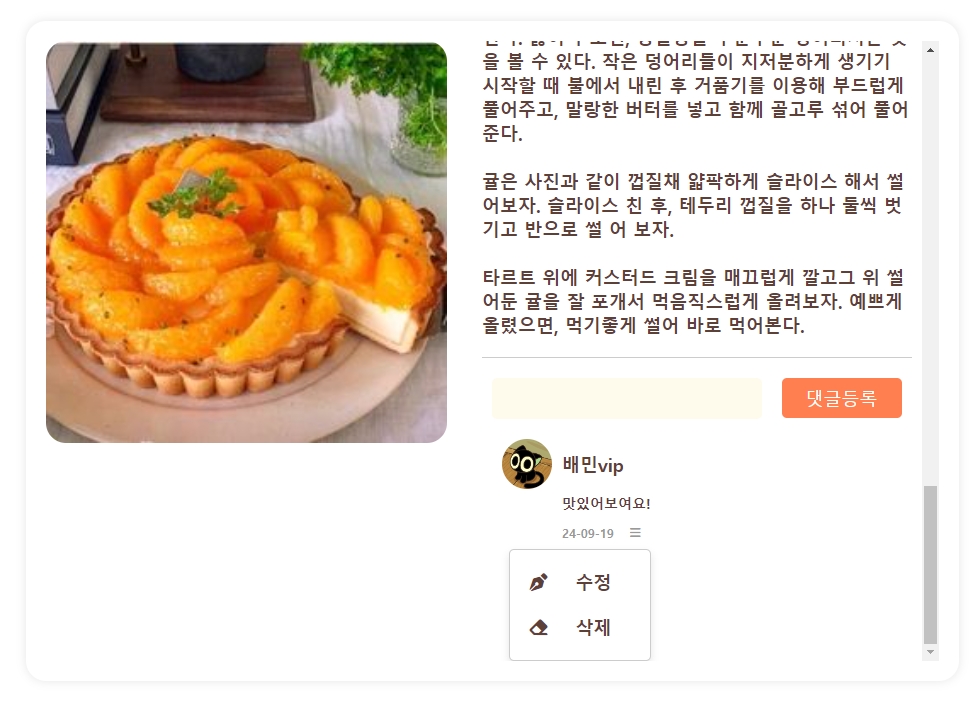 을 볼 수 있다. 작은 덩어리들이 지저분하게 생기기
시작할 때 불에서 내린 후 거품기를 이용해 부드럽게
풀어주고, 말랑한 버터를 넣고 함께 골고루 섞어 풀어
준다.
귤은 사진과 같이 껍질채 얇팍하게 슬라이스 해서 썰
어보자. 슬라이스 친 후, 테두리 껍질을 하나 둘씩 벗
기고 반으로 썰 어 보자.
타르트 위에 커스터드 크림을 매끄럽게 깔고그 위 썰
어둔 귤을 잘 포개서 먹음직스럽게 올려보자. 예쁘게
올렸으면, 먹기좋게 썰어 바로 먹어본다.
댓글등록
배민vip
맛있어보여요!
24-09-19
수정
삭제